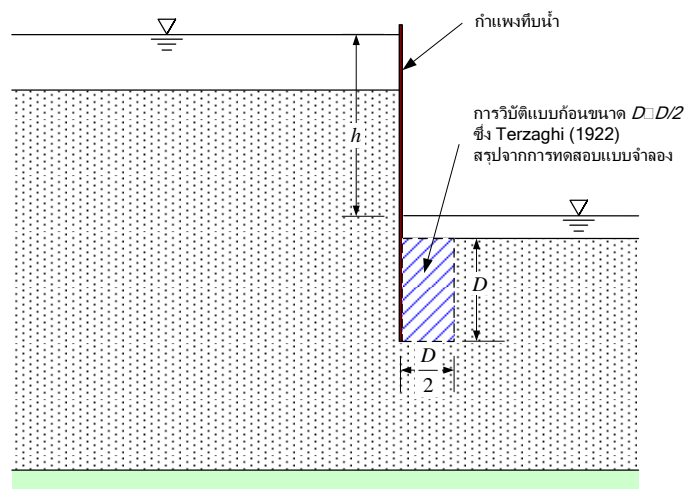 กำแพงทึบน้ำ
การวิบัติแบบก้อนขนาด D□D/2
ซึ่ง Terzaghi (1922)
สรุปจากการทดสอบแบบจำลอง
h
D
D
2